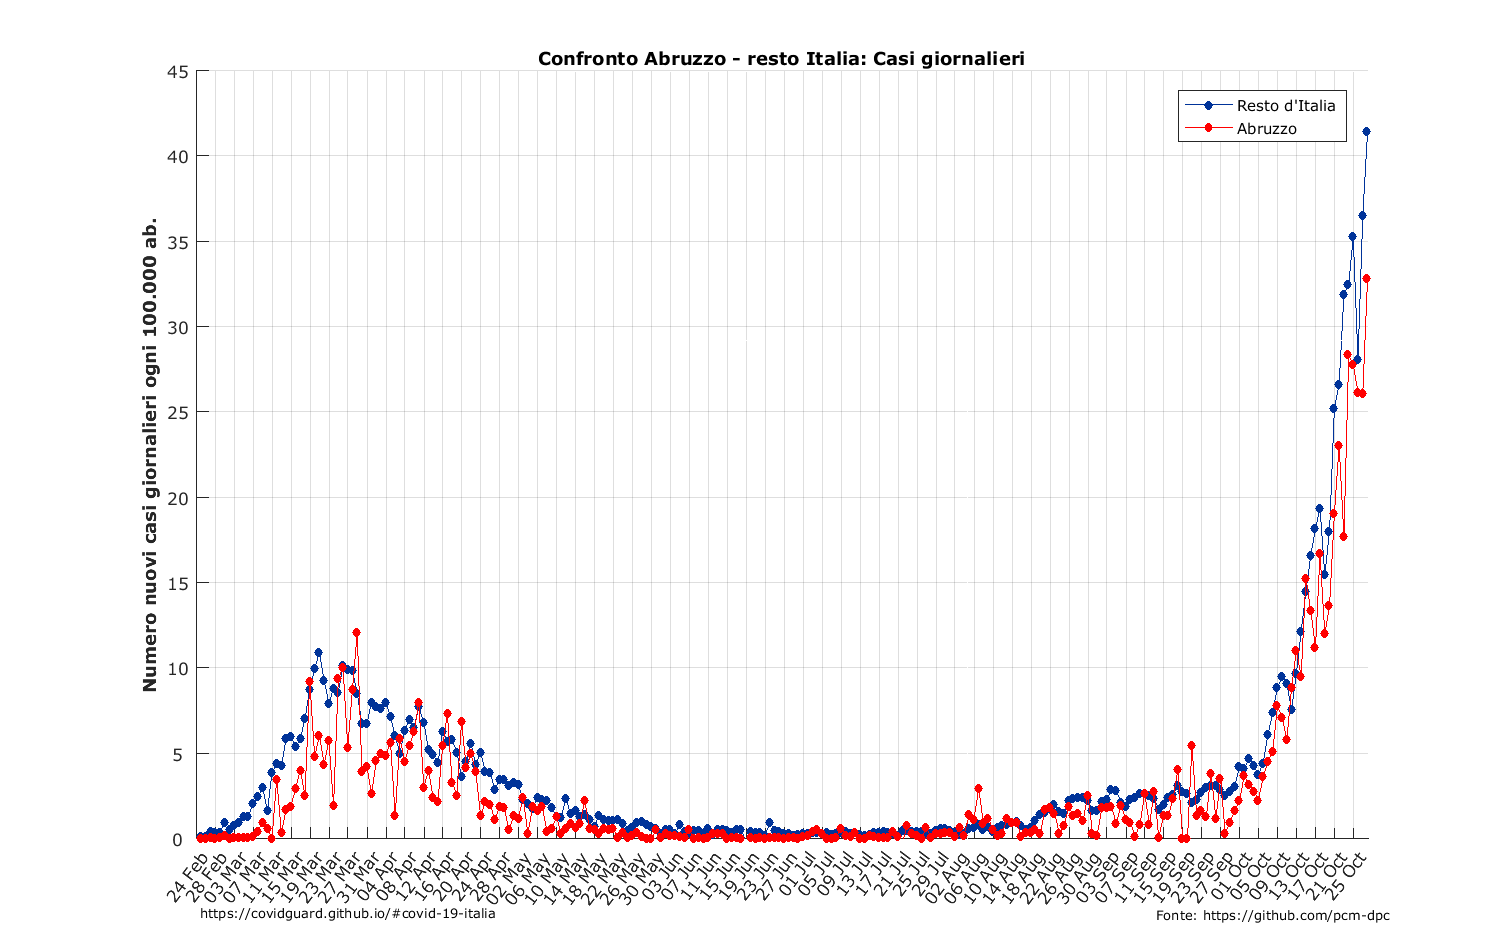 Confronto Abruzzo - resto Italia: Casi giornalieri
45
40
35
30
25
20
15
10
5
0
Numero nuovi casi giornalieri ogni 100.000 ab.
Resto d'Italia
Abruzzo
24 Feb
28 Feb
03 Mar
07 Mar
11 Mar
15 Mar
19 Mar
23 Mar
27 Mar
31 Mar
04 Apr
08 Apr
12 Apr
16 Apr
20 Apr
24 Apr
28 Apr
02 May
06 May
10 May
14 May
18 May
22 May
26 May
30 May
03 Jun
07 Jun
11 Jun
15 Jun
19 Jun
23 Jun
27 Jun
01 Jul
05 Jul
09 Jul
13 Jul
17 Jul
21 Jul
25 Jul
29 Jul
02 Aug
06 Aug
10 Aug
14 Aug
18 Aug
22 Aug
26 Aug
30 Aug
03 Sep
07 Sep
11 Sep
15 Sep
19 Sep
23 Sep
27 Sep
01 Oct
05 Oct
09 Oct
13 Oct
17 Oct
21 Oct
25 Oct
https://covidguard.github.io/#covid-19-italia
Fonte: https://github.com/pcm-dpc